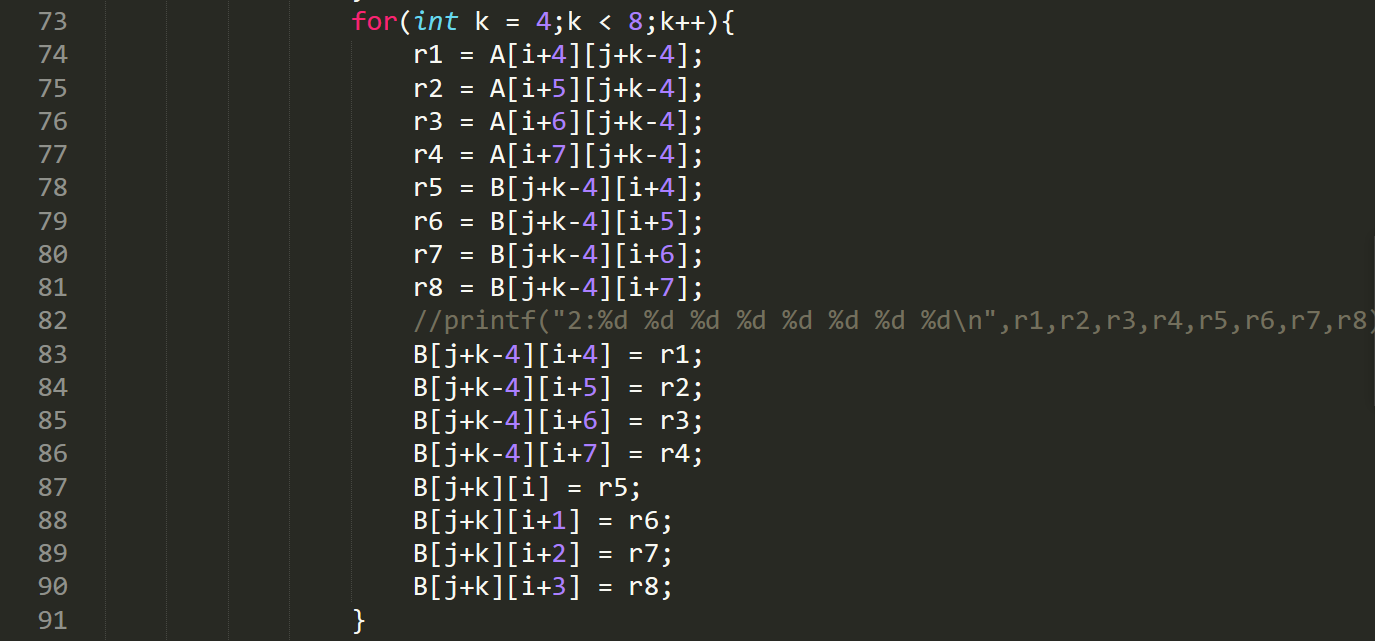 73 for(int k = 4;k < 8;k++){
74 r1 = A[i+4][j+k-4];
75 r2 = A[i+5][j+k-4];
76 r3 = A[i+6][j+k-4];
77 r4 = A[i+7][j+k-4];
78 r5 = B[j+k-4][i+4];
79 r6 = B[j+k-4][i+5];
80 r7 = B[j+k-4][i+6];
81 r8 = B[j+k-4][i+7];
82 //printf("2:%d %d %d %d %d %d %d %d\n",r1,r2,r3,r4,r5,r6,r7,r8)
83 B[j+k-4][i+4] = r1;
84 B[j+k-4][i+5] = r2;
85 B[j+k-4][i+6] = r3;
86 B[j+k-4][i+7] = r4;
87 B[j+k][i] = r5;
88 B[j+k][i+1] = r6;
89 B[j+k][i+2] = r7;
90 B[j+k][i+3] = r8;
91 }